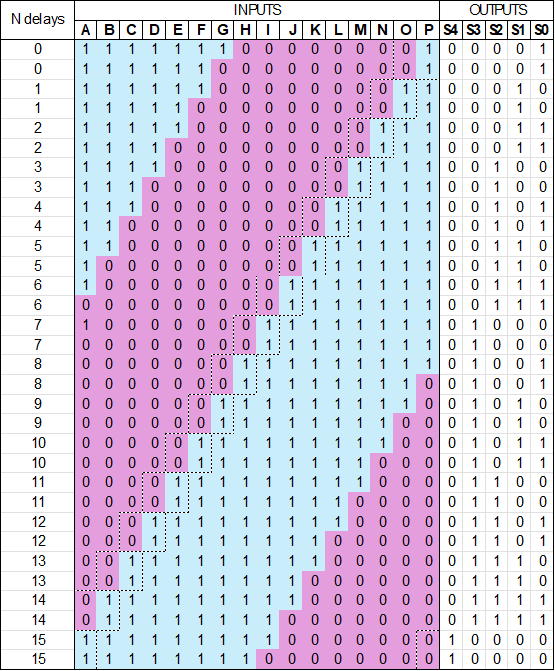 INPUTS OUTPUTS
N delays A B C D E F G H I J K L M N O P S4 S3 S2 S1 S0
0 1 1 1 1 1 1 1 0 0 0 0 0 0 0 0 1 0 0 0 0 1
0 1 1 1 1 1 1 0 0 0 0 0 0 0 0 0 1 0 0 0 0 1
1 1 1 1 1 1 1 0 0 0 0 0 0 0 0 1 1 0 0 0 1 0
1 1 1 1 1 1 0 0 0 0 0 0 0 0 0 1 1 0 0 0 1 0
2 1 1 1 1 1 0 0 0 0 0 0 0 0 1 1 1 0 0 0 1 1
2 1 1 1 1 0 0 0 0 0 0 0 0 0 1 1 1 0 0 0 1 1
3 1 1 1 1 0 0 0 0 0 0 0 0 1 1 1 1 0 0 1 0 0
3 1 1 1 0 0 0 0 0 0 0 0 0 1 1 1 1 0 0 1 0 0
4 1 1 1 0 0 0 0 0 0 0 0 1 1 1 1 1 0 0 1 0 1
4 1 1 0 0 0 0 0 0 0 0 0 1 1 1 1 1 0 0 1 0 1
5 1 1 0 0 0 0 0 0 0 0 1 1 1 1 1 1 0 0 1 1 0
5 1 0 0 0 0 0 0 0 0 0 1 1 1 1 1 1 0 0 1 1 0
6 1 0 0 0 0 0 0 0 0 1 1 1 1 1 1 1 0 0 1 1 1
6 0 0 0 0 0 0 0 0 0 1 1 1 1 1 1 1 0 0 1 1 1
7 1 0 0 0 0 0 0 0 1 1 1 1 1 1 1 1 0 1 0 0 0
7 0 0 0 0 0 0 0 0 1 1 1 1 1 1 1 1 0 1 0 0 0
8 0 0 0 0 0 0 0 1 1 1 1 1 1 1 1 1 0 1 0 0 1
8 0 0 0 0 0 0 0 1 1 1 1 1 1 1 1 0 0 1 0 0 1
9 0 0 0 0 0 0 1 1 1 1 1 1 1 1 1 0 0 1 0 1 0
9 0 0 0 0 0 0 1 1 1 1 1 1 1 1 0 0 0 1 0 1 0
10 0 0 0 0 0 1 1 1 1 1 1 1 1 1 0 0 0 1 0 1 1
10 0 0 0 0 0 1 1 1 1 1 1 1 1 0 0 0 0 1 0 1 1
11 0 0 0 0 1 1 1 1 1 1 1 1 1 0 0 0 0 1 1 0 0
11 0 0 0 0 1 1 1 1 1 1 1 1 0 0 0 0 0 1 1 0 0
12 0 0 0 1 1 1 1 1 1 1 1 1 0 0 0 0 0 1 1 0 1
12 0 0 0 1 1 1 1 1 1 1 1 0 0 0 0 0 0 1 1 0 1
13 0 0 1 1 1 1 1 1 1 1 1 0 0 0 0 0 0 1 1 1 0
13 0 0 1 1 1 1 1 1 1 1 0 0 0 0 0 0 0 1 1 1 0
14 0 1 1 1 1 1 1 1 1 1 0 0 0 0 0 0 0 1 1 1 1
14 0 1 1 1 1 1 1 1 1 0 0 0 0 0 0 0 0 1 1 1 1
15 1 1 1 1 1 1 1 1 1 0 0 0 0 0 0 0 1 0 0 0 0
15 1 1 1 1 1 1 1 1 0 0 0 0 0 0 0 0 1 0 0 0 0